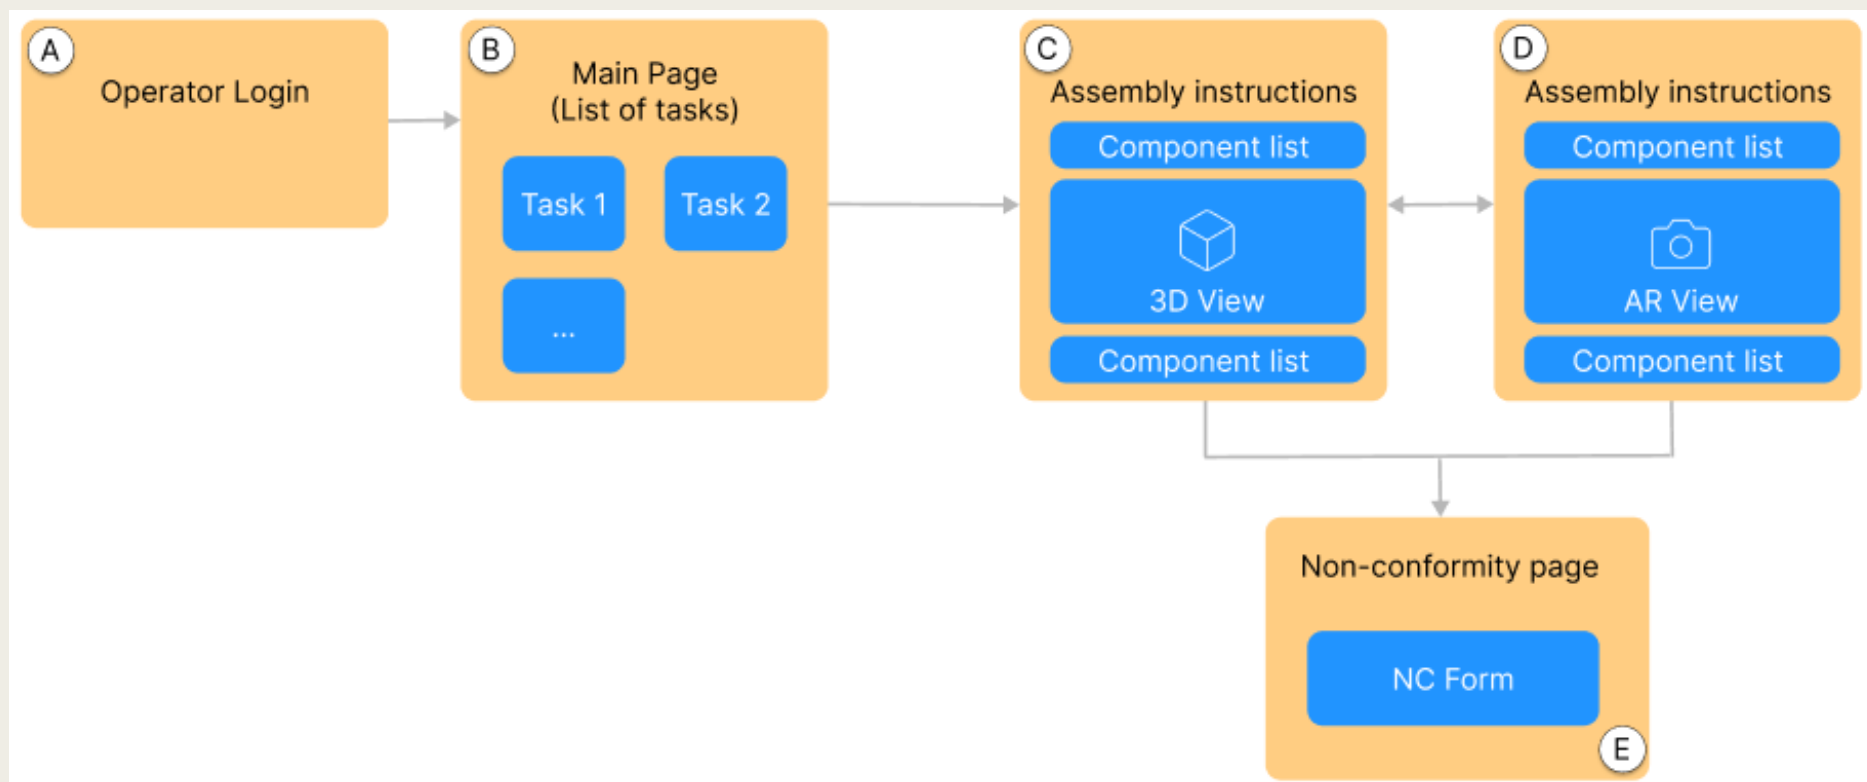 A
Operator Login
B
Main Page
(List of tasks)
Task 1
Task 2
...
C
Assembly instructions
Component list
3D View
Component list
D
Assembly instructions
Component list
AR View
Component list
Non-conformity page
NC Form
E